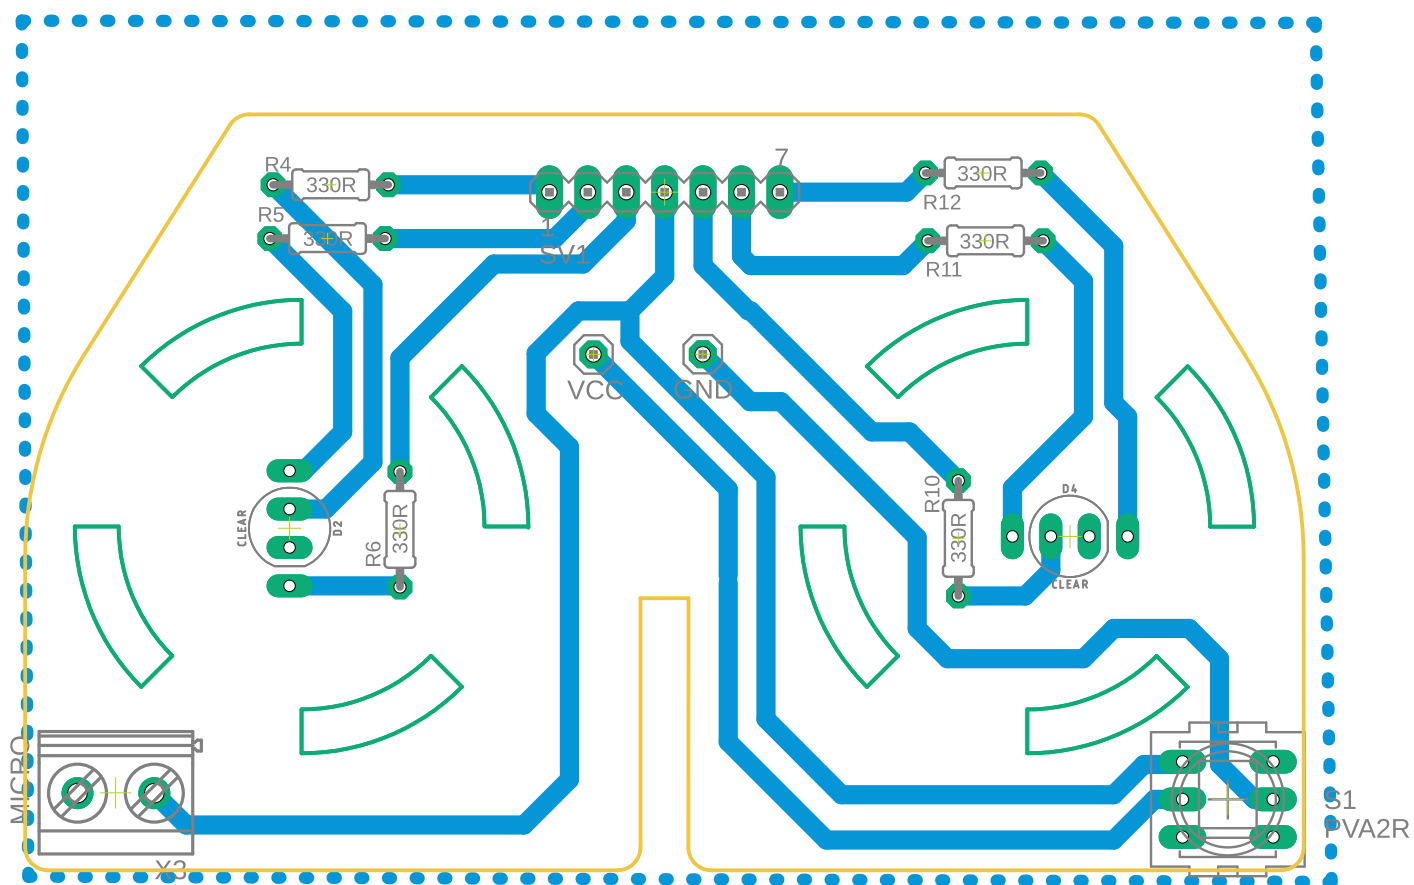 7
R4
330R
330R
R12
R5
330R
1
SV1
330R
R11
VCC
GND
D4
R10
CLEAR
D2
330R
R6
330R
CLEAR
MICRO
S1
PVA2R
X3